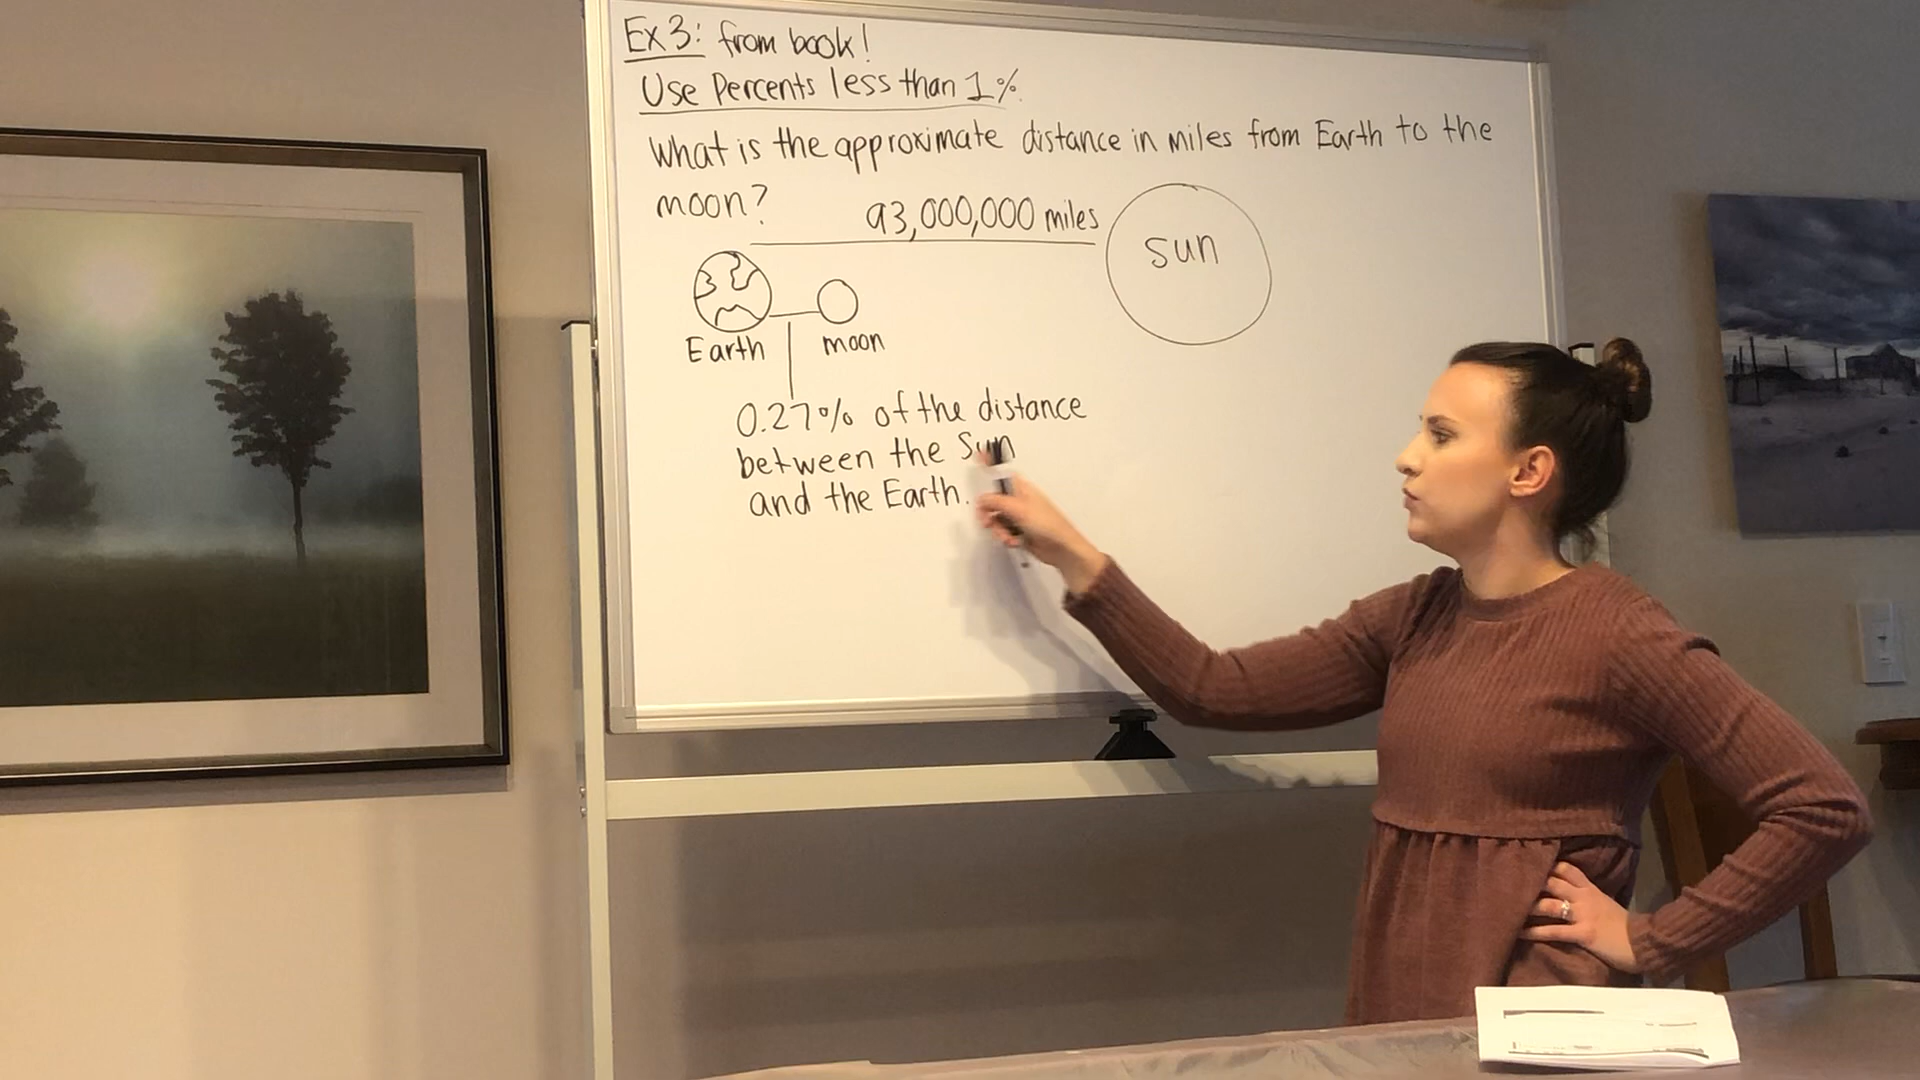 Ex 3: from book!
Use Percents less than 1%.
What is the approximate distance in miles from Earth to the
moon?
93,000,000 miles
sun
Earth
moon
0.27% of the distance
between the Sun
and the Earth.